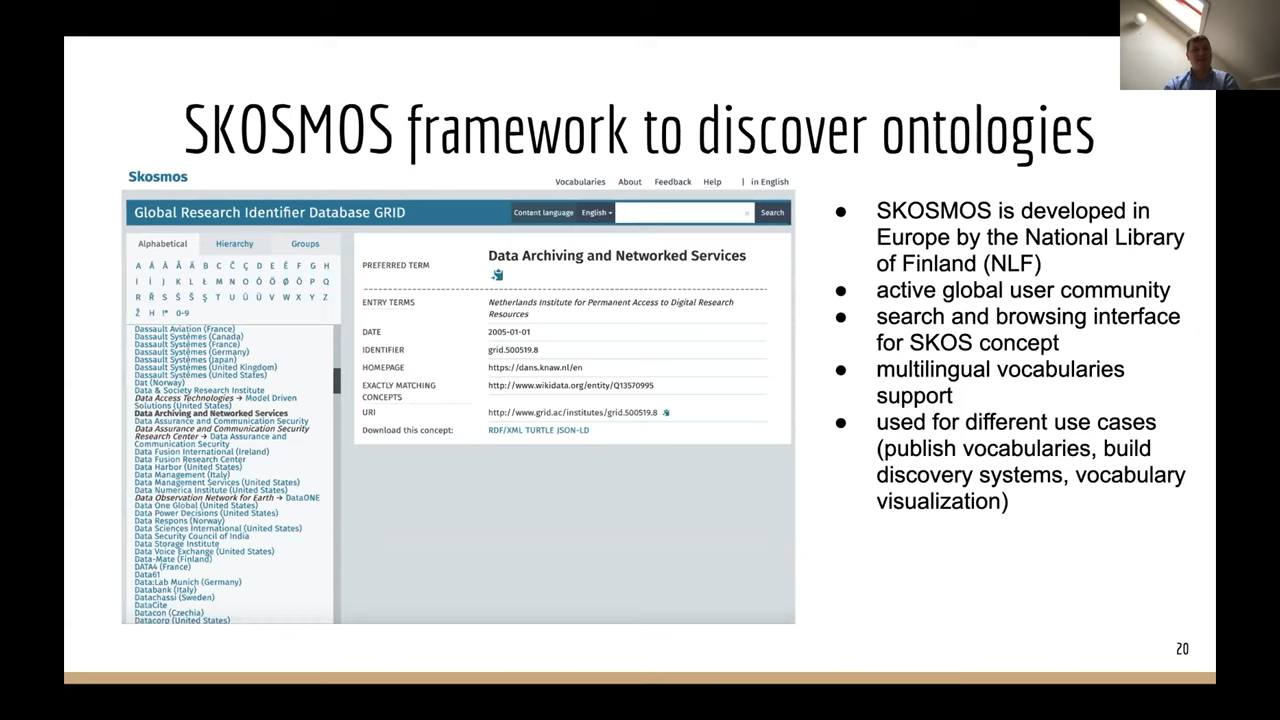 SKOSMOS framework to discover ontologies
Skosmos
Vocabularies About Feedback Help | in English
Global Research Identifier Database GRID
Content language English Search
Alphabetical Hierarchy Groups
A Á À Å Ä B C Č Ç D E É F G H
I Í J K L Ł M N O Ó Ö Ø Ö P Q
R Ř S Š Ş T U Ú Ü V W X Y Z
Ž H !* 0-9
Dassault Aviation (France)
Dassault Systèmes (Canada)
Dassault Systèmes (France)
Dassault Systèmes (Germany)
Dassault Systèmes (Japan)
Dassault Systèmes (United Kingdom)
Dassault Systèmes (United States)
Dat (Norway)
Data & Society Research Institute
Data Access Technologies → Model Driven
Solutions (United States)
Data Archiving and Networked Services
Data Assurance and Communication Security
Data Assurance and Communication Security
Research Center → Data Assurance and
Communication Security
Data Fusion International (Ireland)
Data Fusion Research Center
Data Harbor (United States)
Data Management (Italy)
Data Management Services (United States)
Data Numerica Institute (United States)
Data Observation Network for Earth → DataONE
Data One Global (United States)
Data Power Decisions (United States)
Data Respons (Norway)
Data Sciences International (United States)
Data Security Council of India
Data Storage Institute
Data Voice Exchange (United States)
Data-Mate (Finland)
DATA4 (France)
Data61
Data:Lab Munich (Germany)
Databank (Italy)
Datachassi (Sweden)
DataCite
Datacon (Czechia)
Datacorp (United States)
PREFERRED TERM Data Archiving and Networked Services
ENTRY TERMS Netherlands Institute for Permanent Access to Digital Research
Resources
DATE 2005-01-01
IDENTIFIER grid.500519.8
HOMEPAGE https://dans.knaw.nl/en
EXACTLY MATCHING http://www.wikidata.org/entity/Q13570995
CONCEPTS
URI http://www.grid.ac/institutes/grid.500519.8
Download this concept: RDF/XML TURTLE JSON-LD
● SKOSMOS is developed in
Europe by the National Library
of Finland (NLF)
● active global user community
● search and browsing interface
for SKOS concept
● multilingual vocabularies
support
● used for different use cases
(publish vocabularies, build
discovery systems, vocabulary
visualization)
20